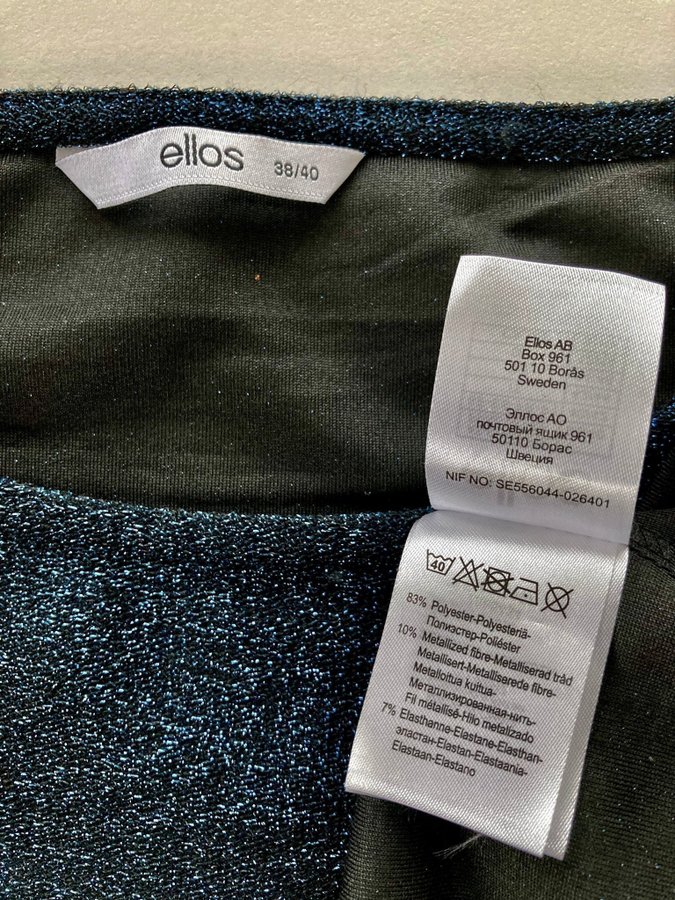 ellos
38/40
Ellos AB
Box 961
501 10 Borås
Sweden
Эллос АО
почтовый ящик 961
50110 Борас
Швеция
NIF NO: SE556044-026401
40
83% Polyester-Polyesteriä-
Полиэстер-Poliéster
10% Metallized fibre-Metalliserad tråd
Metallisert-Metalliserede fibre-
Metalloitua kuitua-
Металлизированная нить-
Fil métallisé-Hilo metalizado
7% Elasthanne-Elastane-Elasthan-
эластан-Elastan-Elastaania-
Elastaan-Elastano